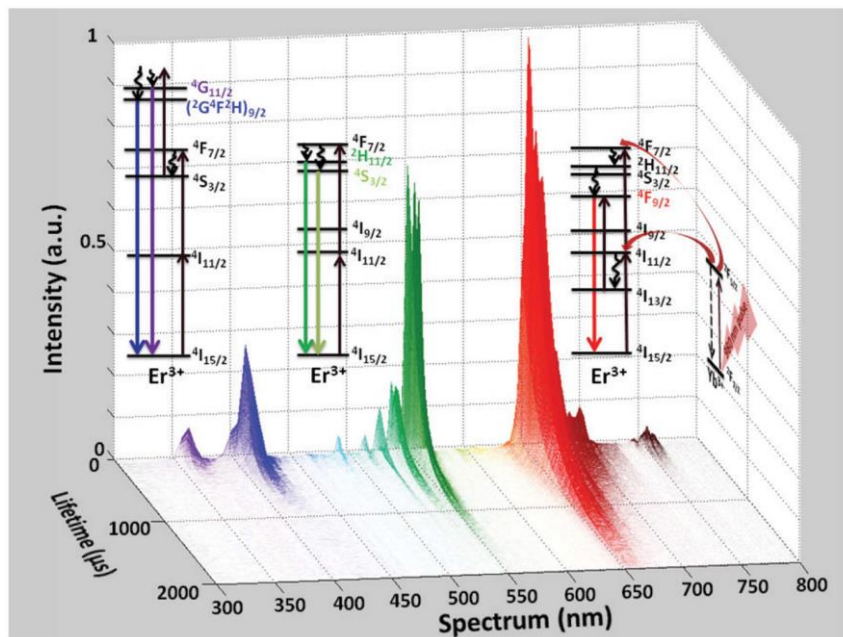 1
0.5
0
Intensity (a.u.)
Lifetime (μs)
1000
2000
300
350
400
450
500
550
600
650
700
750
800
Spectrum (nm)
⁴G₁₁/₂
(²G⁴F²H)₉/₂
⁴F₇/₂
⁴S₃/₂
⁴I₁₁/₂
⁴I₁₅/₂
Er³⁺
⁴F₇/₂
²H₁₁/₂
⁴S₃/₂
⁴I₉/₂
⁴I₁₁/₂
⁴I₁₅/₂
Er³⁺
⁴F₇/₂
²H₁₁/₂
⁴S₃/₂
⁴F₉/₂
⁴I₉/₂
⁴I₁₁/₂
⁴I₁₃/₂
⁴I₁₅/₂
Er³⁺
Yb³⁺